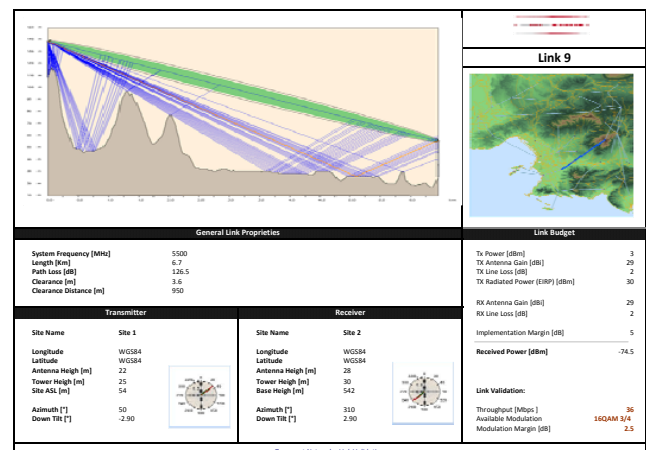 Link 9
General Link Proprieties
Link Budget
System Frequency [MHz] 5500
Length [Km] 6.7
Path Loss [dB] 126.5
Clearance [m] 3.6
Clearance Distance [m] 950
Tx Power [dBm] 3
TX Antenna Gain [dBi] 29
TX Line Loss [dB] 2
TX Radiated Power (EIRP) [dBm] 30
RX Antenna Gain [dBi] 29
RX Line Loss [dB] 2
Implementation Margin [dB] 5
Received Power [dBm] -74.5
Link Validation:
Throughput [Mbps ] 36
Available Modulation 16QAM 3/4
Modulation Margin [dB] 2.5
Transmitter
Site Name Site 1
Longitude WGS84
Latitude WGS84
Antenna Heigh [m] 22
Tower Heigh [m] 25
Site ASL [m] 54
Azimuth [°] 50
Down Tilt [°] -2.90
Receiver
Site Name Site 2
Longitude WGS84
Latitude WGS84
Antenna Heigh [m] 28
Tower Heigh [m] 30
Base Heigh [m] 542
Azimuth [°] 310
Down Tilt [°] 2.90